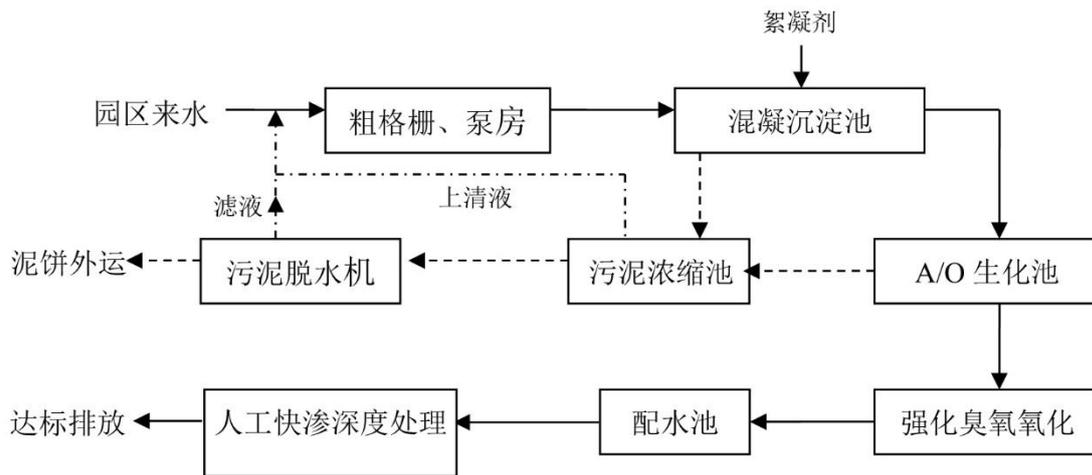 絮凝剂
园区来水
粗格栅、泵房
混凝沉淀池
滤液
上清液
泥饼外运
污泥脱水机
污泥浓缩池
A/O 生化池
达标排放
人工快渗深度处理
配水池
强化臭氧氧化